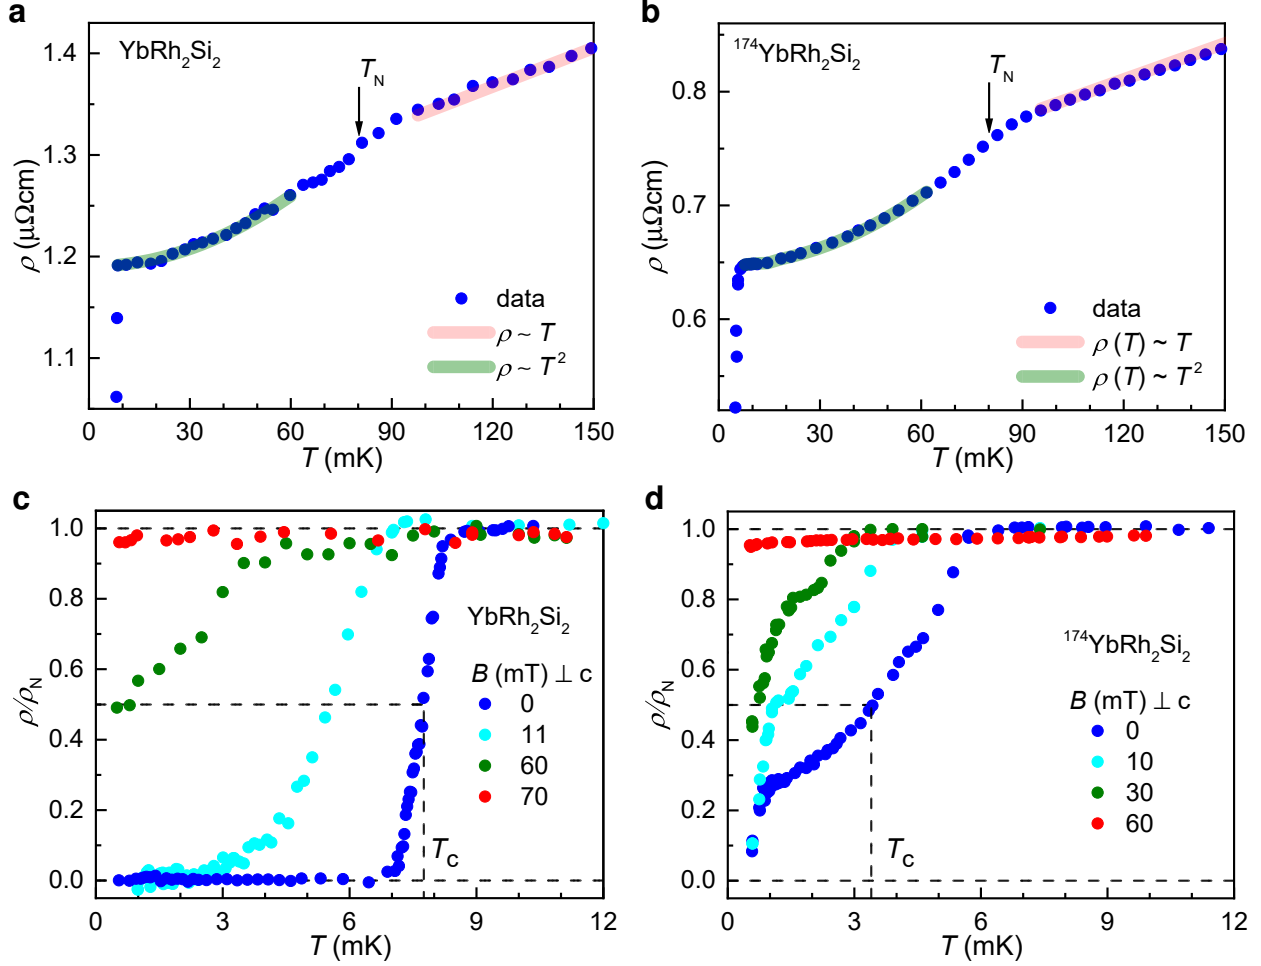 a
YbRh2Si2
TN
ρ (μΩcm)
1.4
1.3
1.2
1.1
data
ρ ~ T
ρ ~ T²
0 30 60 90 120 150
T (mK)
b
174YbRh2Si2
TN
ρ (μΩcm)
0.8
0.7
0.6
data
ρ (T) ~ T
ρ (T) ~ T²
0 30 60 90 120 150
T (mK)
c
ρ/ρN
1.0
0.8
0.6
0.4
0.2
0.0
YbRh2Si2
B (mT) ⊥ c
0
11
60
70
Tc
0 3 6 9 12
T (mK)
d
ρ/ρN
1.0
0.8
0.6
0.4
0.2
0.0
174YbRh2Si2
B (mT) ⊥ c
0
10
30
60
Tc
0 3 6 9 12
T (mK)